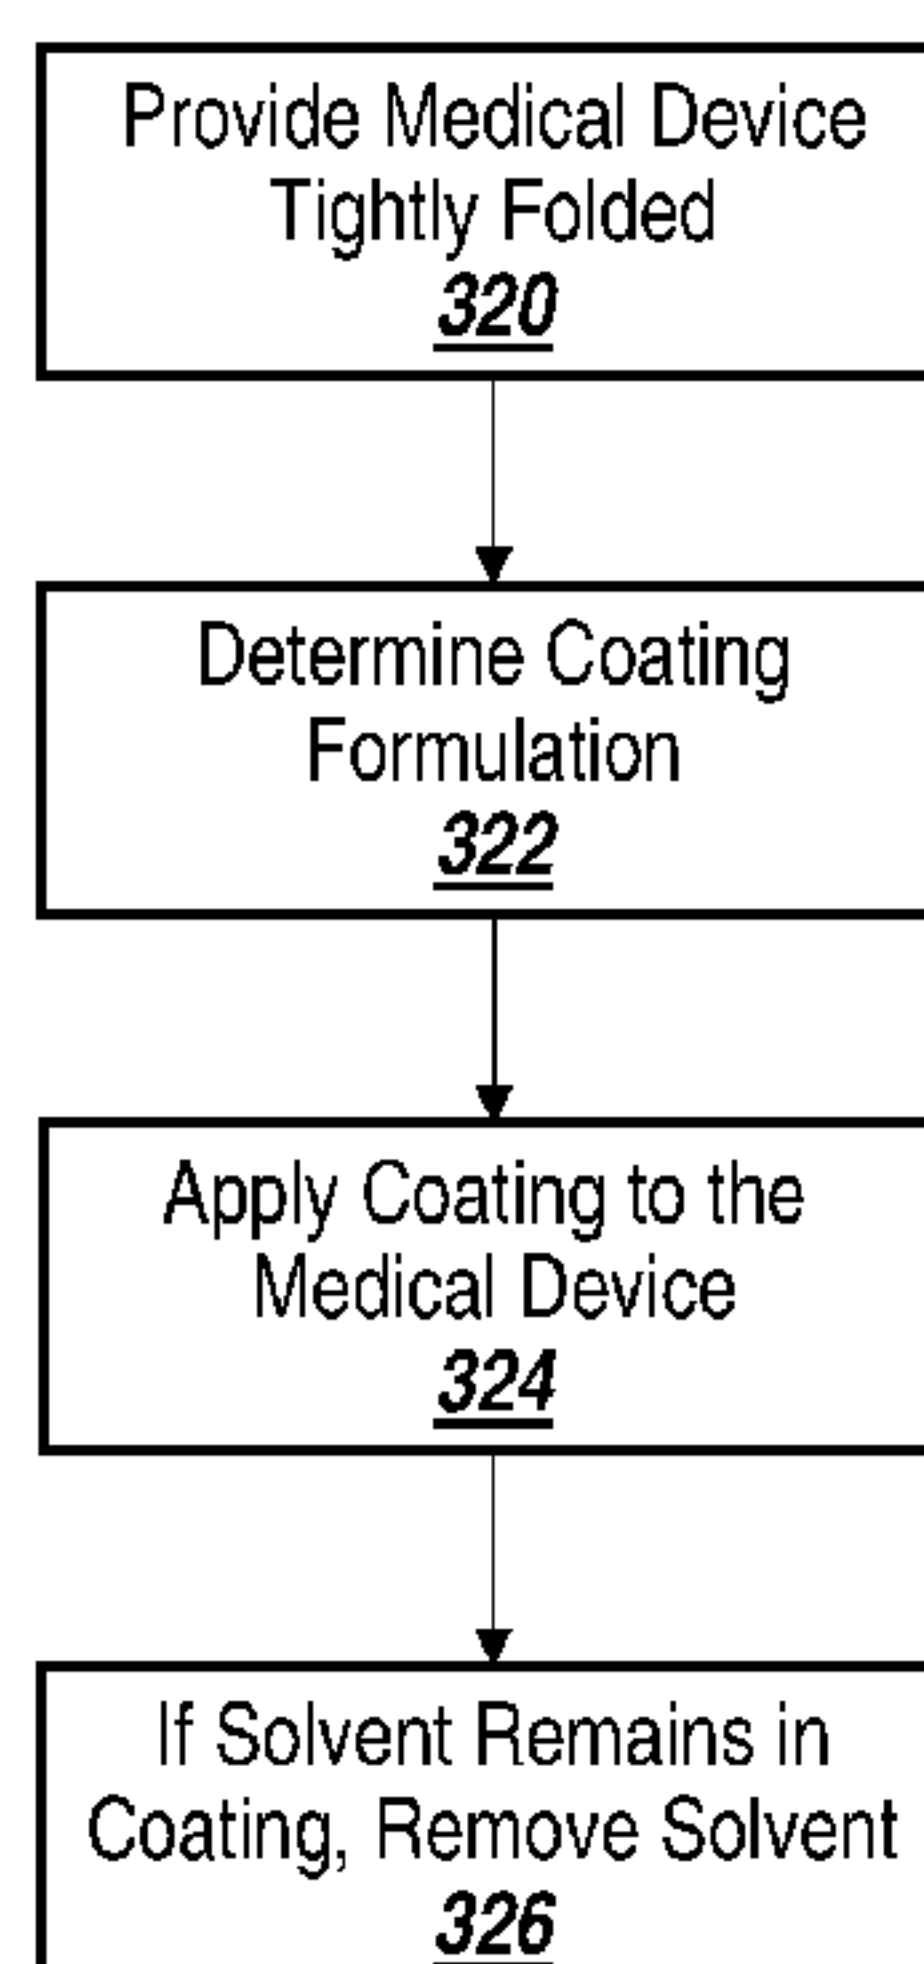 Provide Medical Device
Tightly Folded
320
Determine Coating
Formulation
322
Apply Coating to the
Medical Device
324
If Solvent Remains in
Coating, Remove Solvent
326